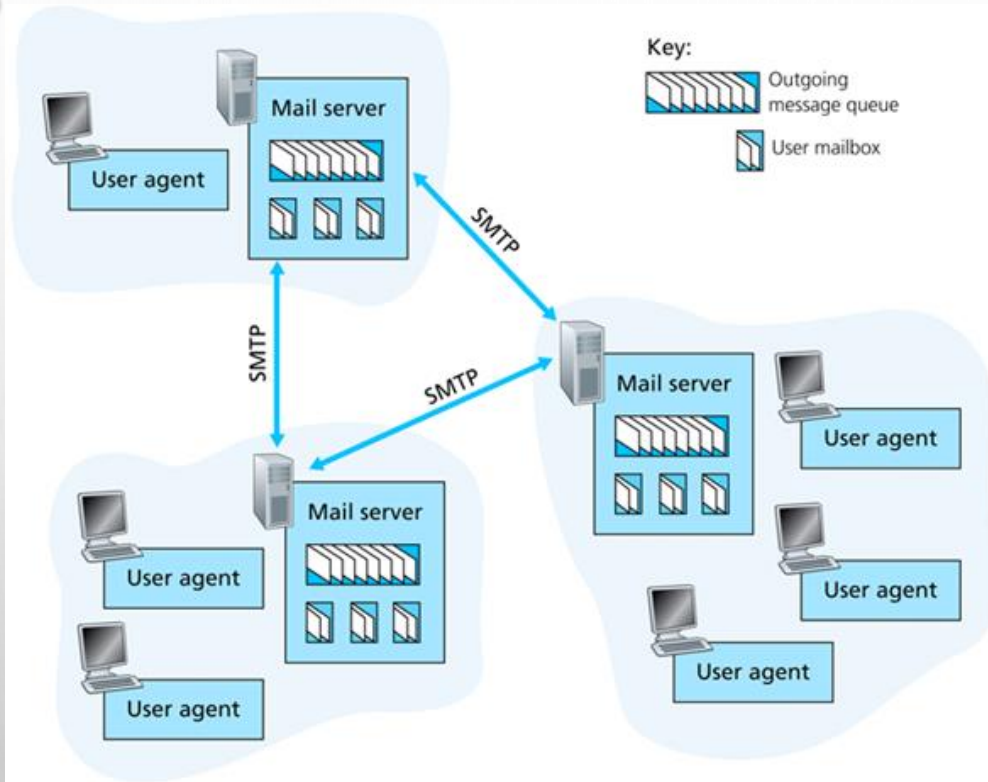 Key:
Outgoing
message queue
User mailbox
Mail server
User agent
SMTP
SMTP
SMTP
Mail server
User agent
Mail server
User agent
User agent
User agent
User agent
User agent